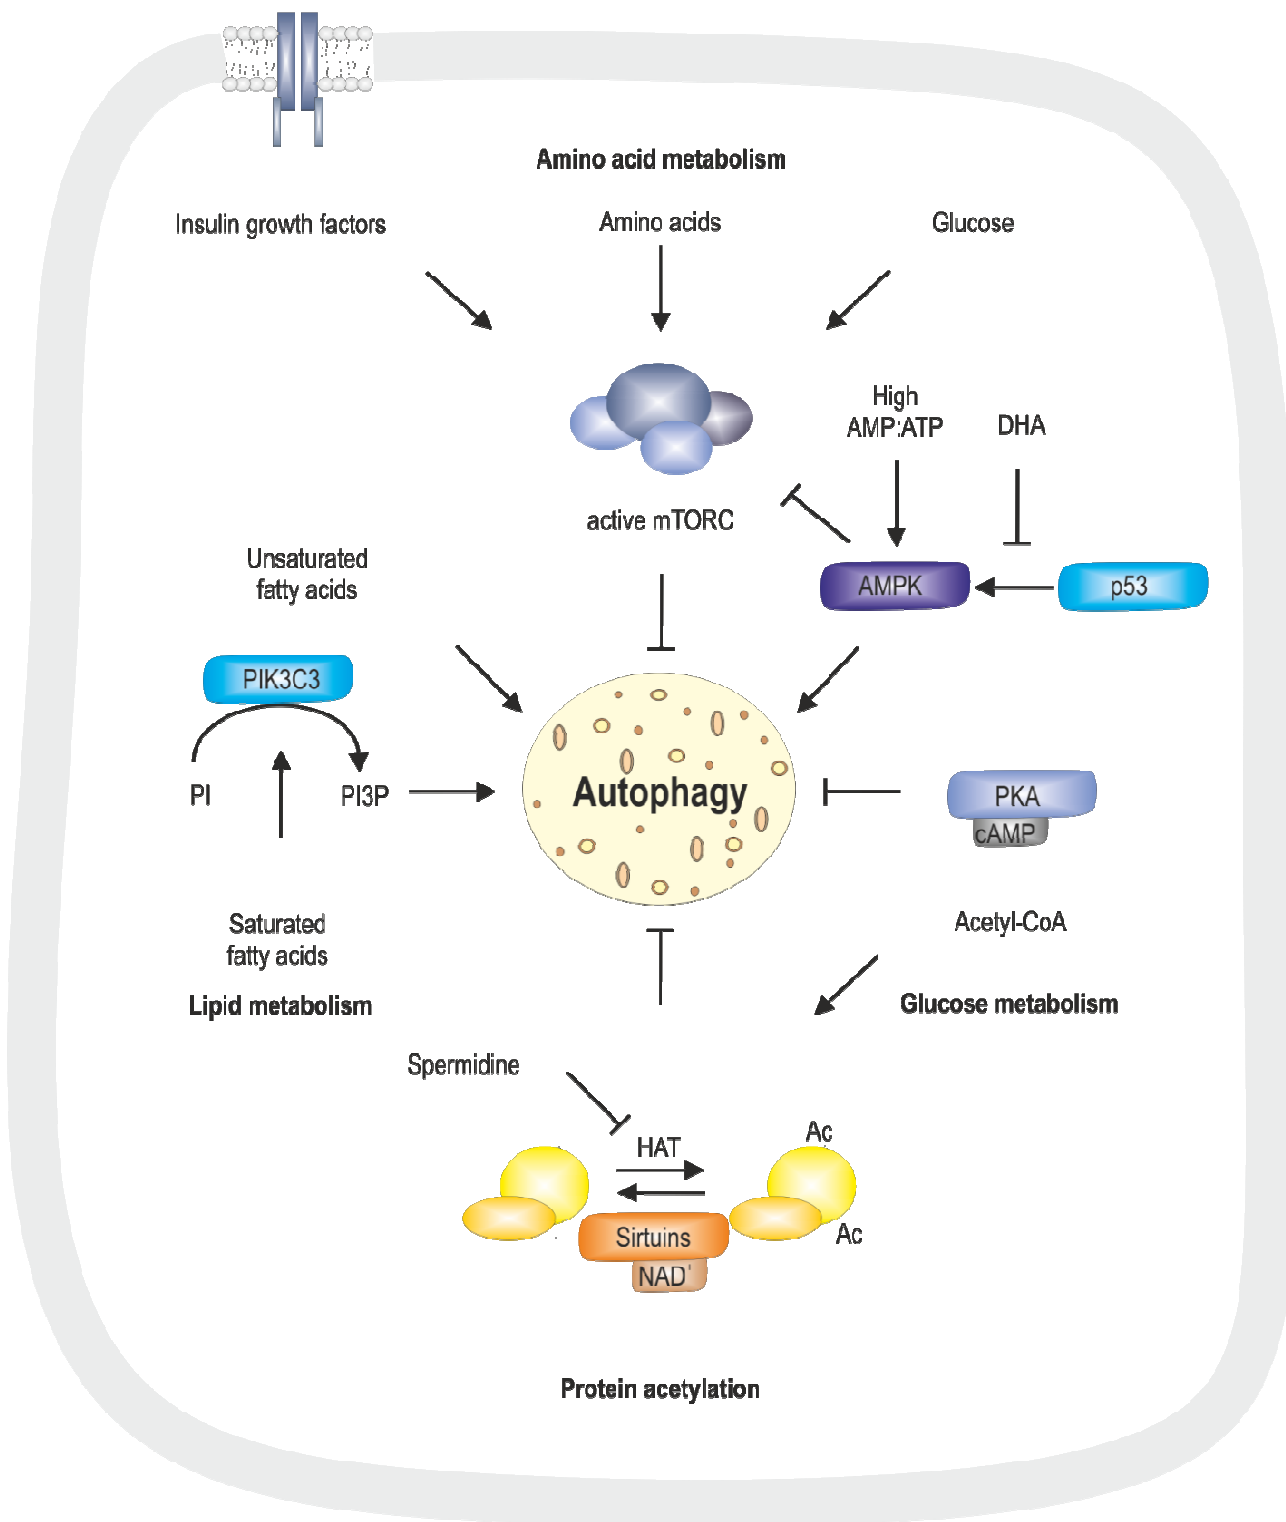 Amino acid metabolism
Insulin growth factors
Amino acids
Glucose
High
AMP:ATP
DHA
active mTORC
Unsaturated
fatty acids
AMPK
p53
PIK3C3
PI
PI3P
Autophagy
PKA
cAMP
Saturated
fatty acids
Lipid metabolism
Acetyl-CoA
Glucose metabolism
Spermidine
HAT
Ac
Ac
Sirtuins
NAD+
Protein acetylation